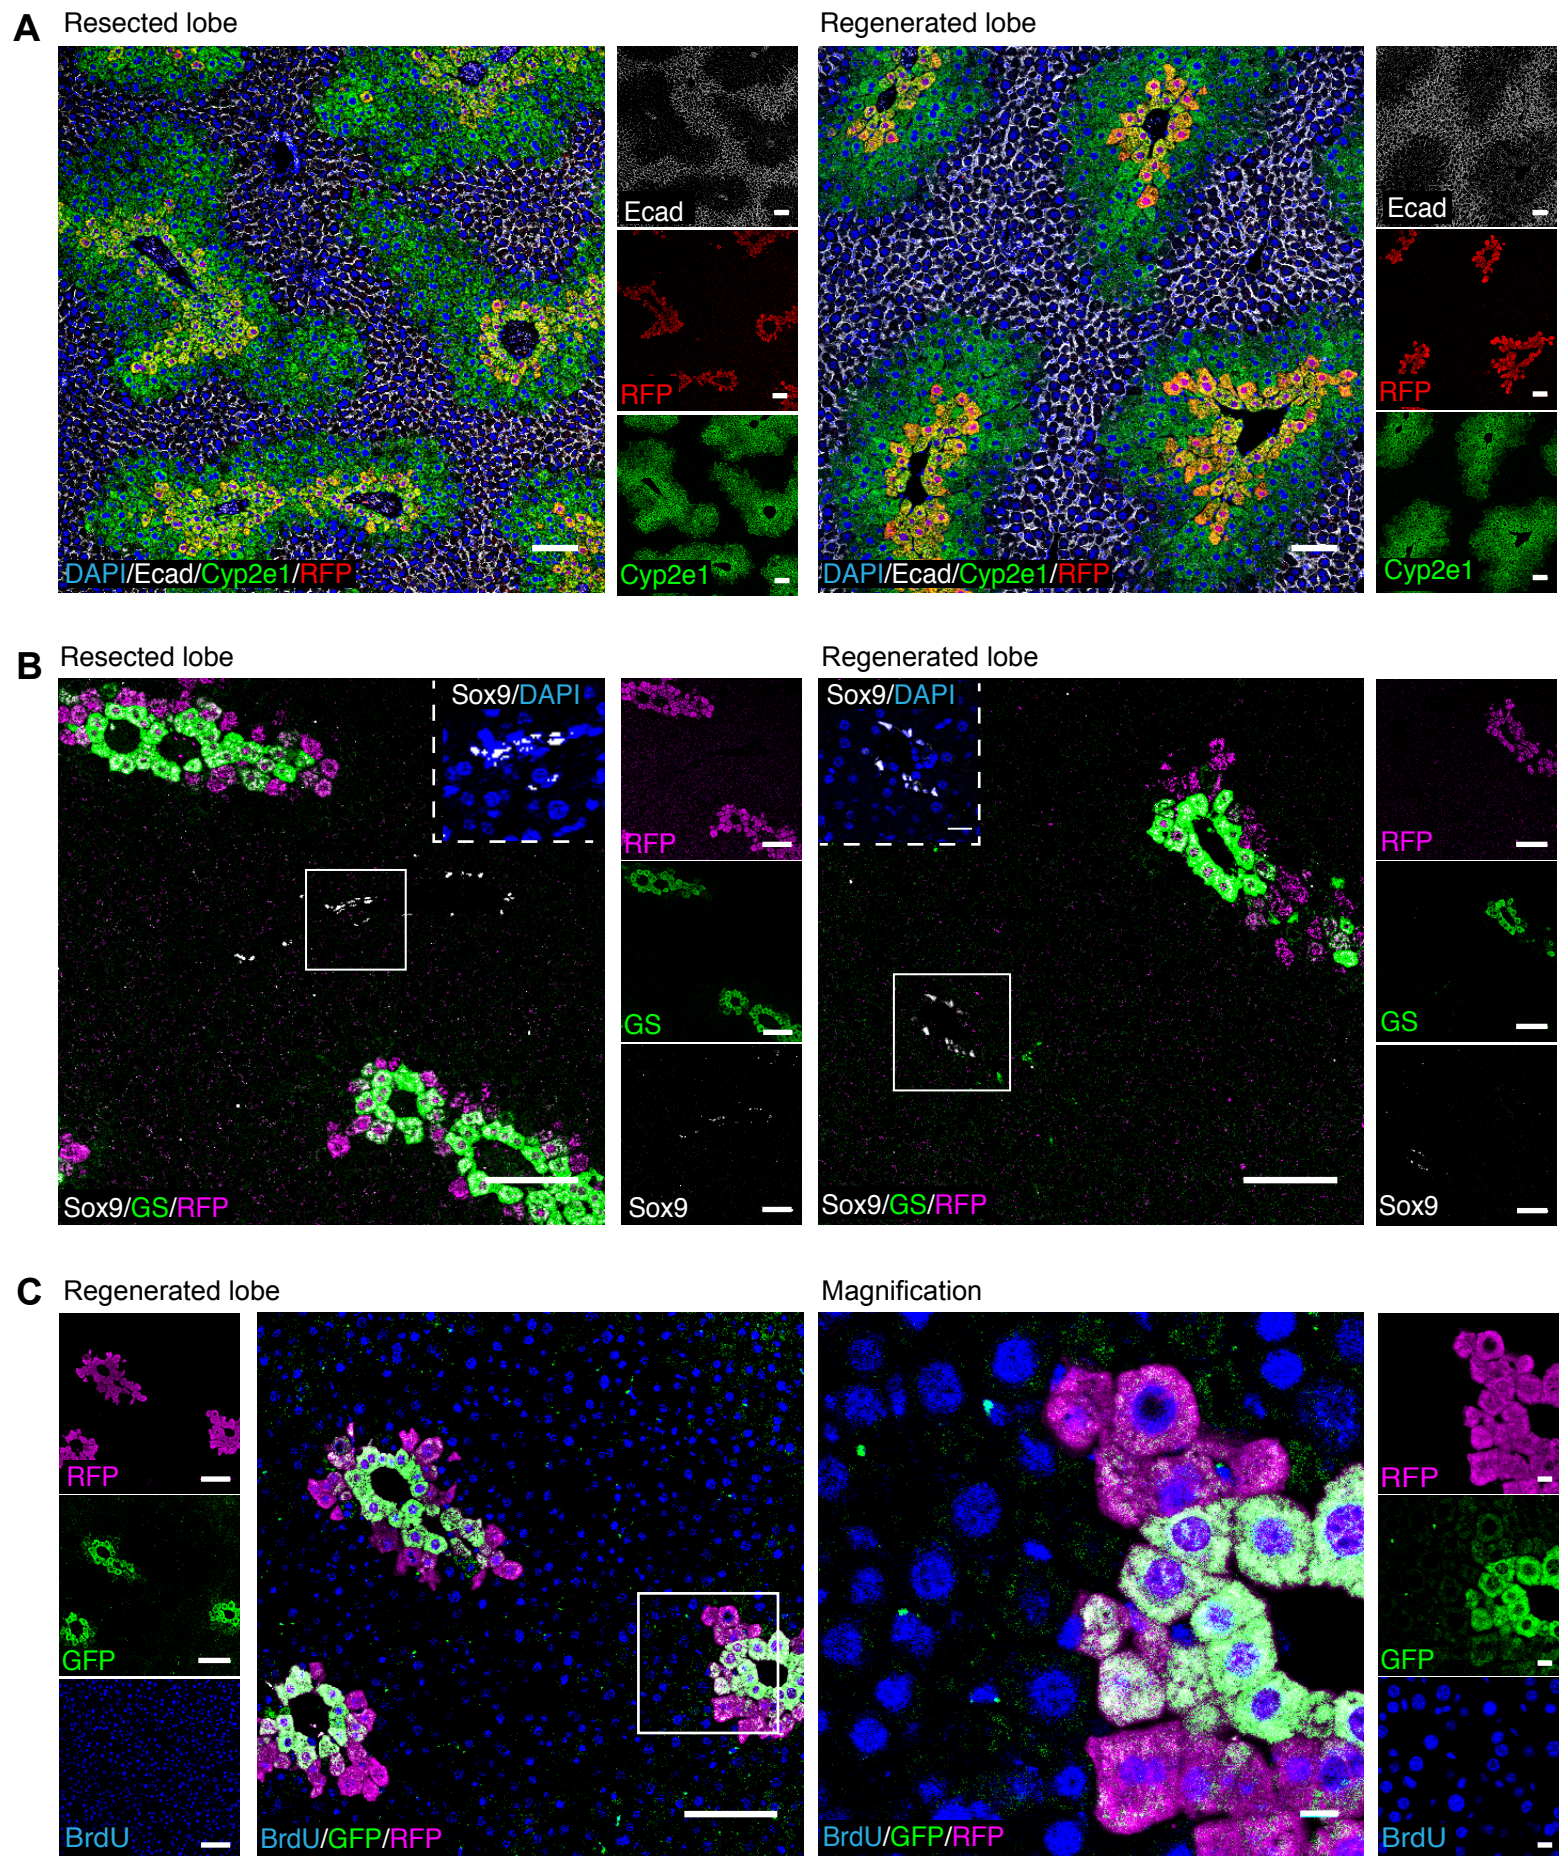 A
Resected lobe
Regenerated lobe
DAPI/Ecad/Cyp2e1/RFP
Ecad
RFP
Cyp2e1
DAPI/Ecad/Cyp2e1/RFP
Ecad
RFP
Cyp2e1
B
Resected lobe
Regenerated lobe
Sox9/DAPI
Sox9/GS/RFP
RFP
GS
Sox9
Sox9/DAPI
Sox9/GS/RFP
RFP
GS
Sox9
C
Regenerated lobe
Magnification
RFP
GFP
BrdU
BrdU/GFP/RFP
BrdU/GFP/RFP
RFP
GFP
BrdU